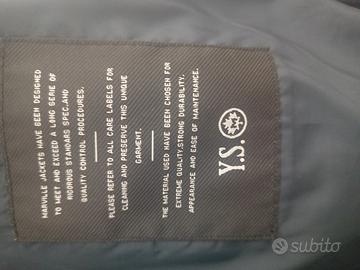 MARVILLE JACKETS HAVE BEEN DESIGNED
TO MEET AND EXCEED A LONG SERIE OF
RIGOROUS STANDARS SPEC.AND
QUALITY CONTROL PROCEDURES.
PLEASE REFER TO ALL CARE LABELS FOR
CLEANING AND PRESERVE THIS UNIQUE
GARMENT.
THE MATERIAL USED HAVE BEEN CHOSEN FOR
EXTREME QUALITY,STRONG DURABILITY,
APPEARANCE AND EASE OF MAINTENANCE.
Y.S.
subito